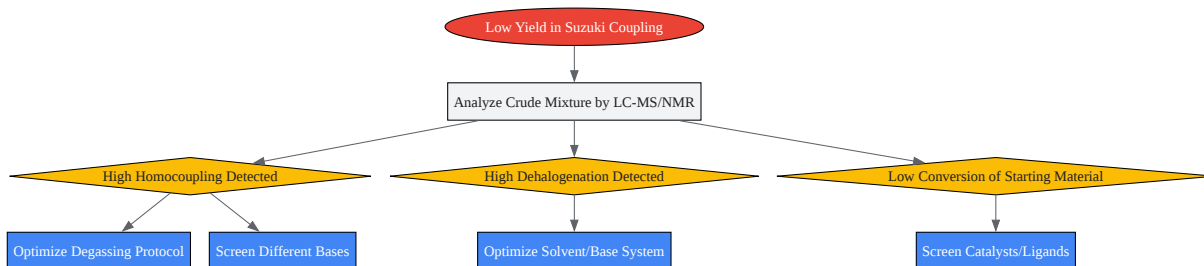 Low Yield in Suzuki Coupling
Analyze Crude Mixture by LC-MS/NMR
High Homocoupling Detected
High Dehalogenation Detected
Low Conversion of Starting Material
Optimize Degassing Protocol
Screen Different Bases
Optimize Solvent/Base System
Screen Catalysts/Ligands